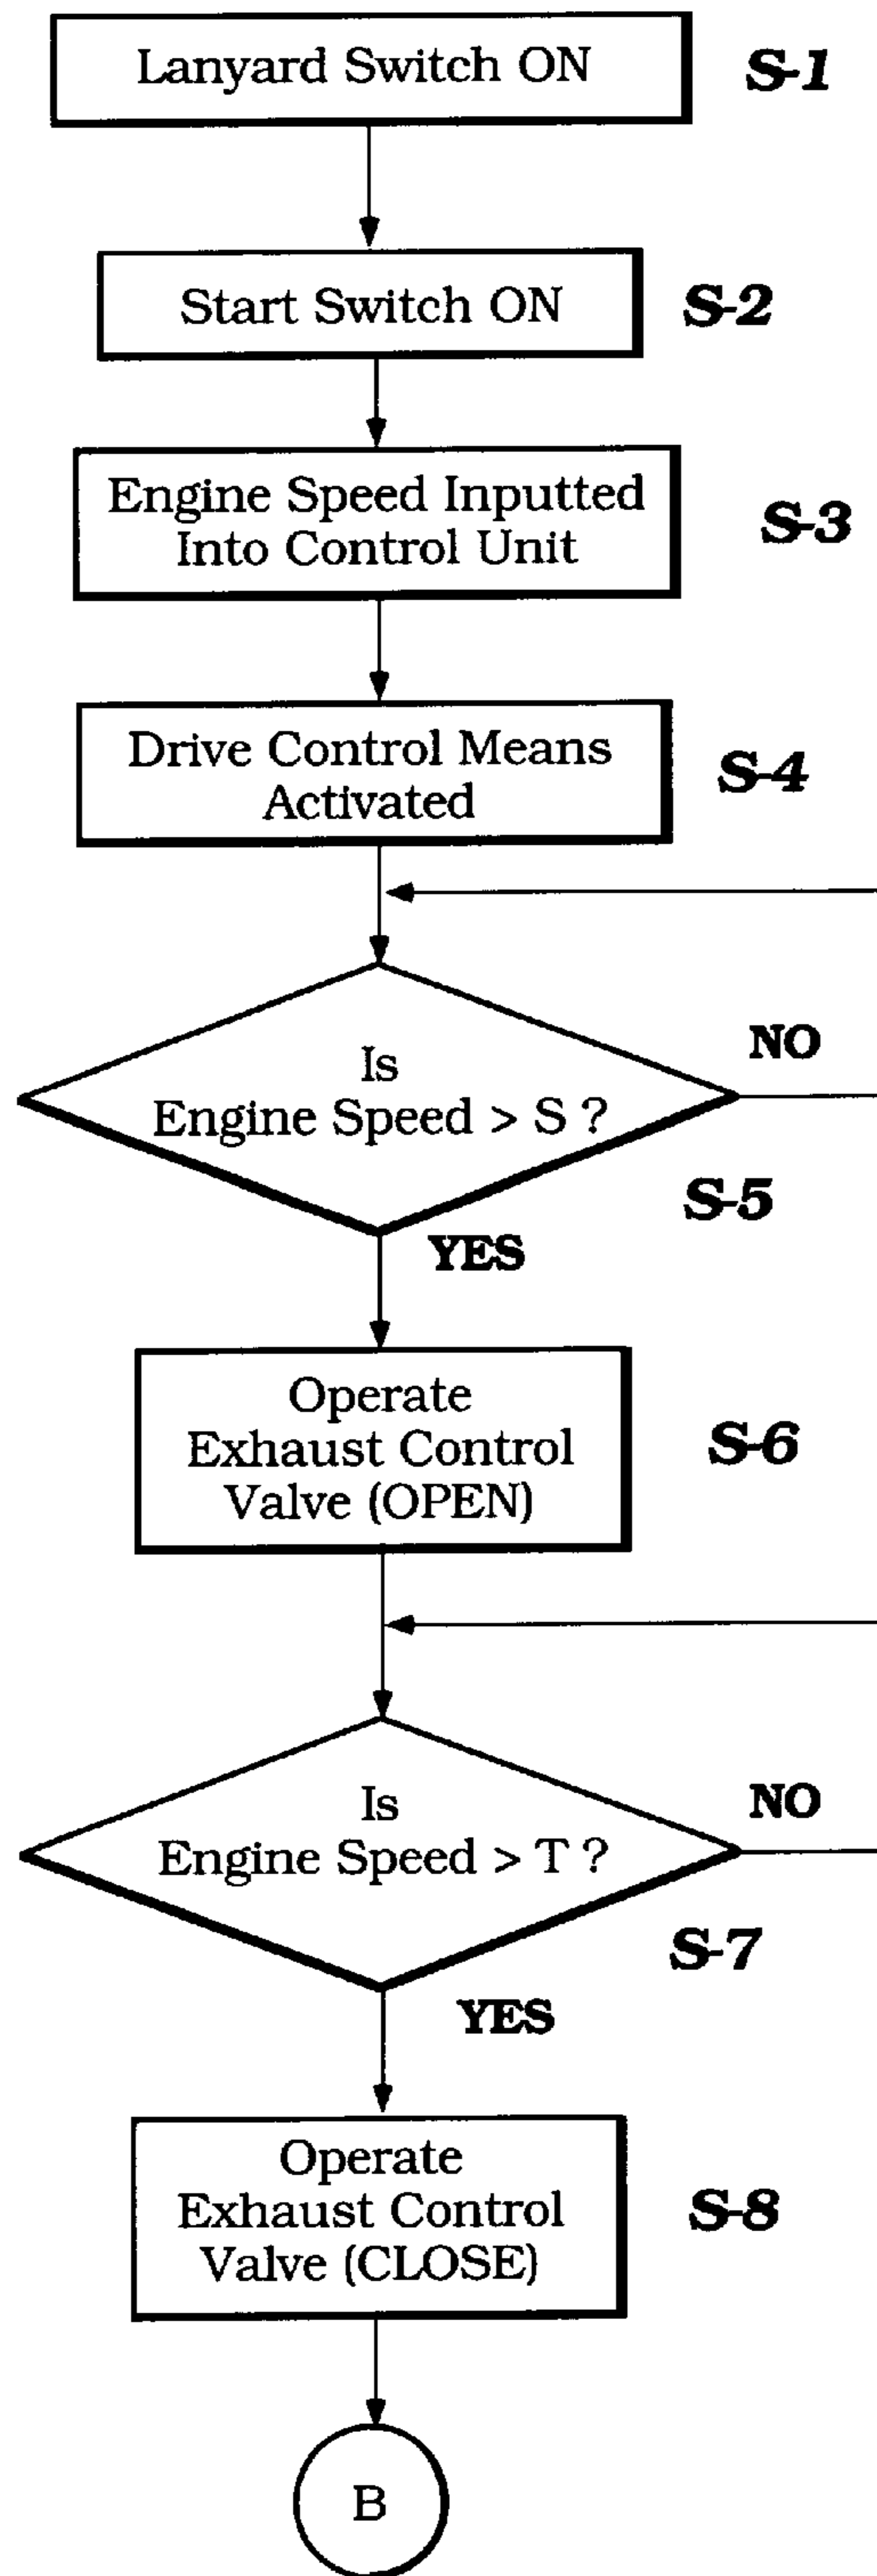 Lanyard Switch ON
S-1
Start Switch ON
S-2
Engine Speed Inputted
Into Control Unit
S-3
Drive Control Means
Activated
S-4
Is
Engine Speed > S ?
NO
S-5
YES
Operate
Exhaust Control
Valve (OPEN)
S-6
Is
Engine Speed > T ?
NO
S-7
YES
Operate
Exhaust Control
Valve (CLOSE)
S-8
B